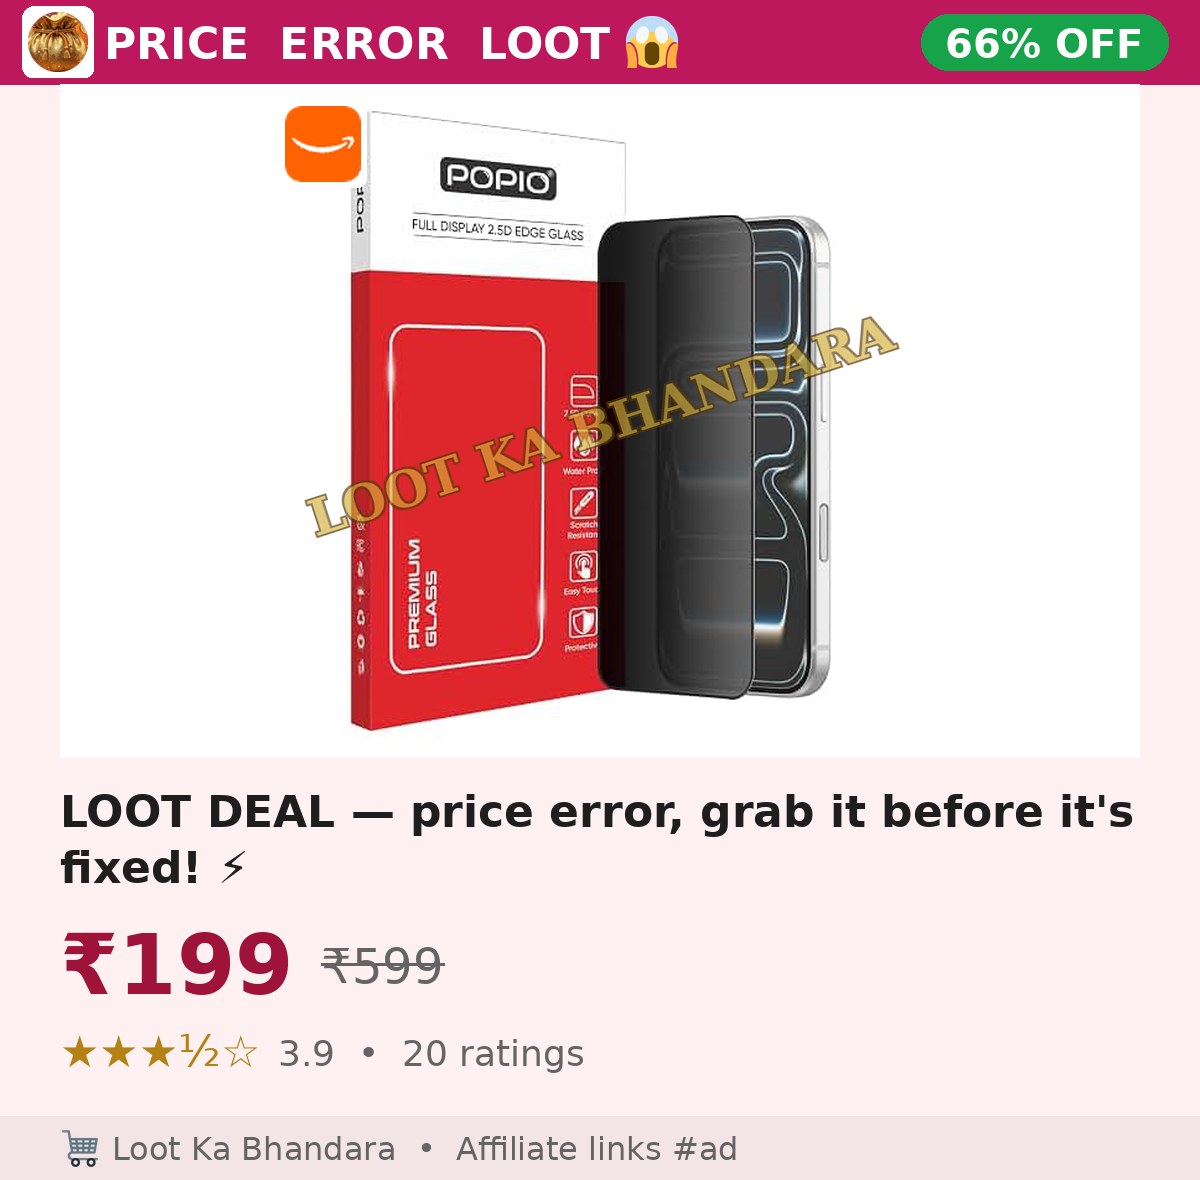 PRICE ERROR LOOT 😱
66% OFF
POPIO
FULL DISPLAY 2.5D EDGE GLASS
LOOT KA BHANDARA
PREMIUM
GLASS
Scratch
Easy
LOOT DEAL — price error, grab it before it's
fixed! ⚡
₹199 ₹599
★★★½☆ 3.9 • 20 ratings
🛒 Loot Ka Bhandara • Affiliate links #ad